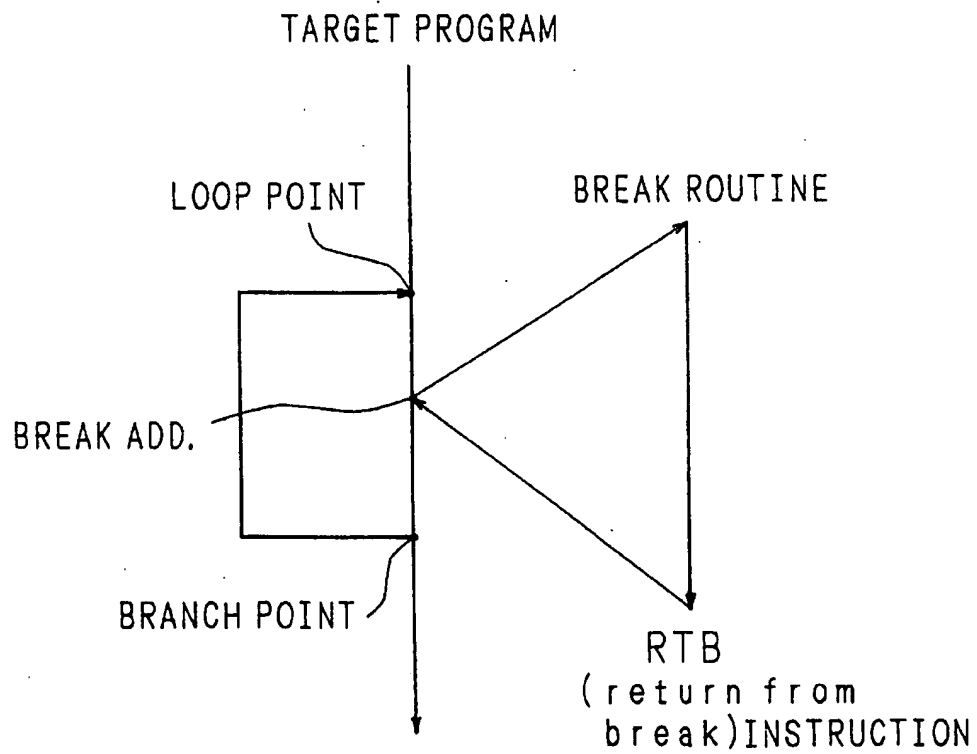 TARGET PROGRAM
LOOP POINT
BREAK ROUTINE
BREAK ADD.
BRANCH POINT
RTB
(return from
break)INSTRUCTION